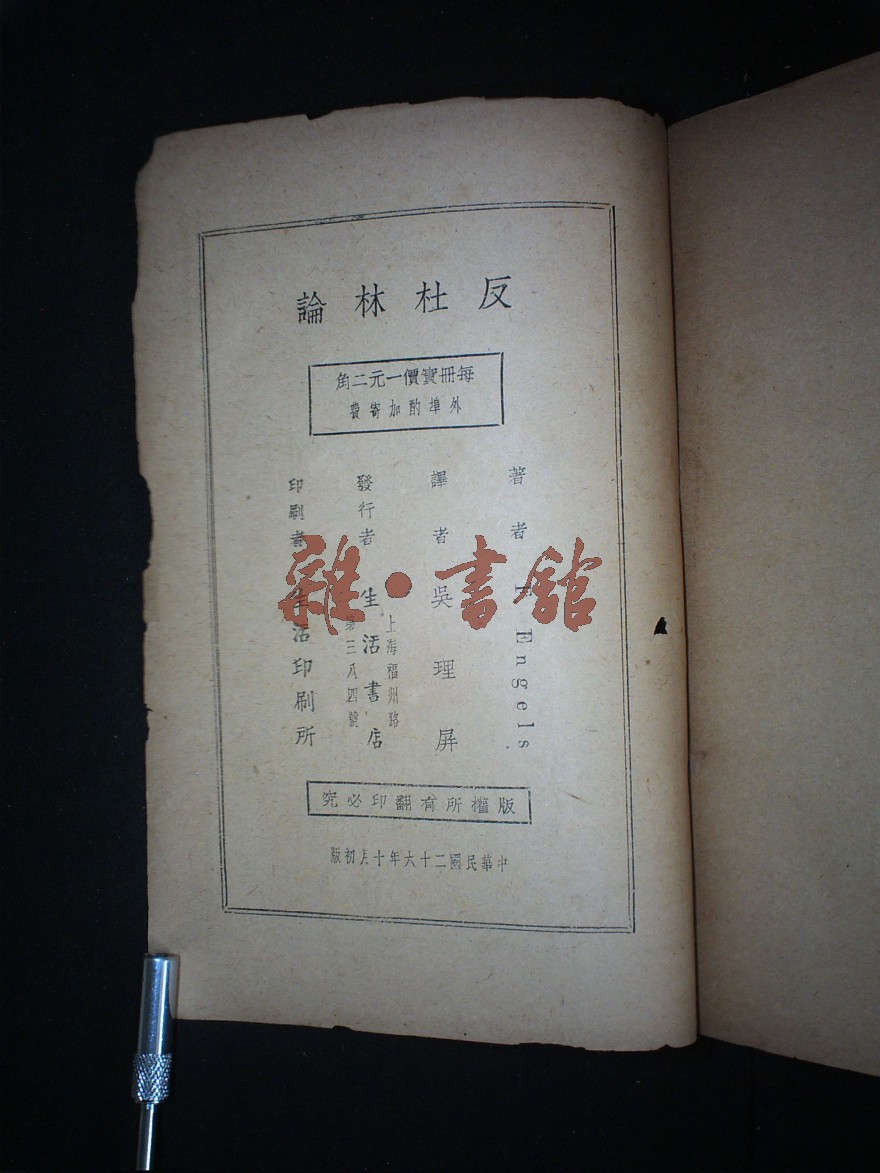 反杜林論
每冊實價一元二角
外埠酌加寄費
著者 F Engels
譯者 吳理屏
發行者 生活書店
上海福州路
第三八四號
印刷者 生活印刷所
版權所有翻印必究
中華民國二十六年十月初版
雜·書館